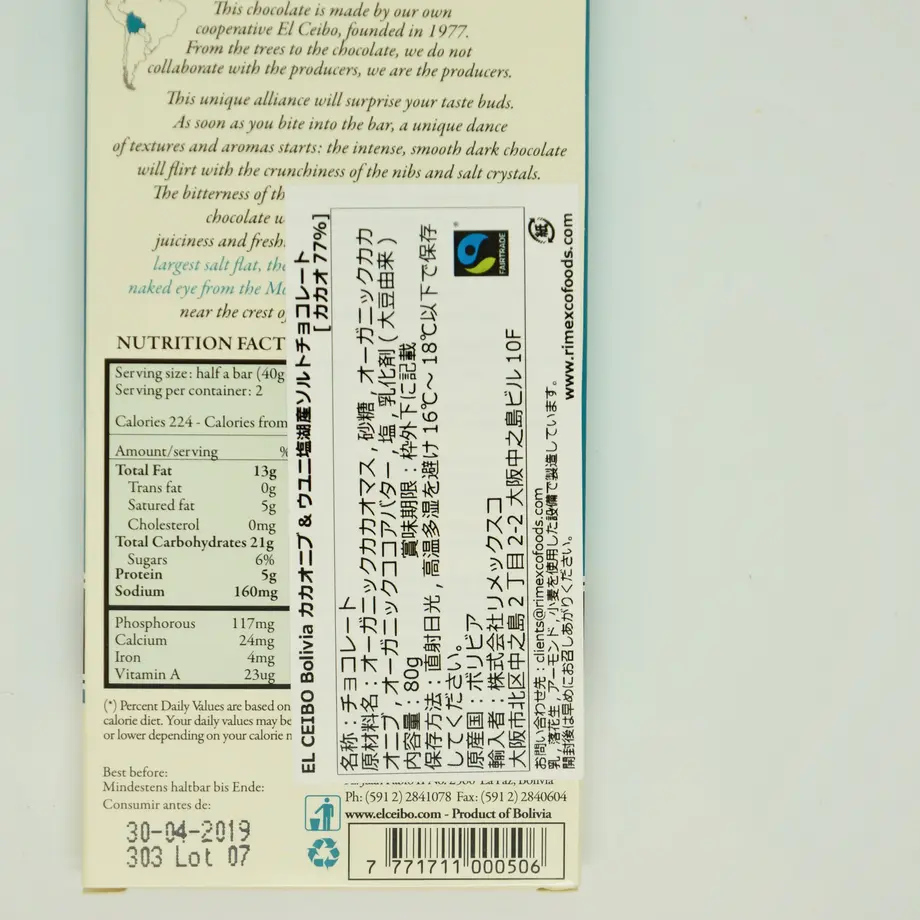 This chocolate is made by our own
cooperative El Ceibo, founded in 1977.
From the trees to the chocolate, we do not
collaborate with the producers, we are the producers.
This unique alliance will surprise your taste buds.
As soon as you bite into the bar, a unique dance
of textures and aromas starts: the intense, smooth dark chocolate
will flirt with the crunchiness of the nibs and salt crystals.
The bitterness of th
chocolate w
juiciness and fresh
largest salt flat, the
naked eye from the Mo
near the crest o
NUTRITION FACT
Serving size: half a bar (40g
Serving per container: 2
Calories 224 - Calories from
Amount/serving %
Total Fat 13g
Trans fat 0g
Satured fat 5g
Cholesterol 0mg
Total Carbohydrates 21g
Sugars 6%
Protein 5g
Sodium 160mg
Phosphorous 117mg
Calcium 24mg
Iron 4mg
Vitamin A 23ug
(*) Percent Daily Values are based on
calorie diet. Your daily values may be
or lower depending on your calorie n
Best before:
Mindestens haltbar bis Ende:
Consumir antes de:
30-04-2019
303 Lot 07
EL CEIBO Bolivia カカオニブ & ウユニ塩湖産ソルトチョコレート
[カカオ 77%]
名称：チョコレート
原材料名：オーガニックカカオマス, 砂糖, オーガニックカカ
オニブ, オーガニックココアバター, 塩, 乳化剤 ( 大豆由来 )
内容量：80g 賞味期限：枠外下に記載
保存方法：直射日光, 高温多湿を避け 16℃～ 18℃以下で保存
してください。
原産国：ボリビア
輸入者：株式会社リメックスコ
大阪市北区中之島 2 丁目 2-2 大阪中之島ビル 10F
お問い合わせ先：clients@rimexcofoods.com
乳, 落花生, アーモンド, 小麦を使用した設備で製造しています。
開封後は早めにお召しあがりください。
FAIRTRADE
紙
www.rimexcofoods.com
La Paz, Bolivia
Ph: (591 2) 2841078 Fax: (591 2) 2840604
www.elceibo.com - Product of Bolivia
7 771711 000506